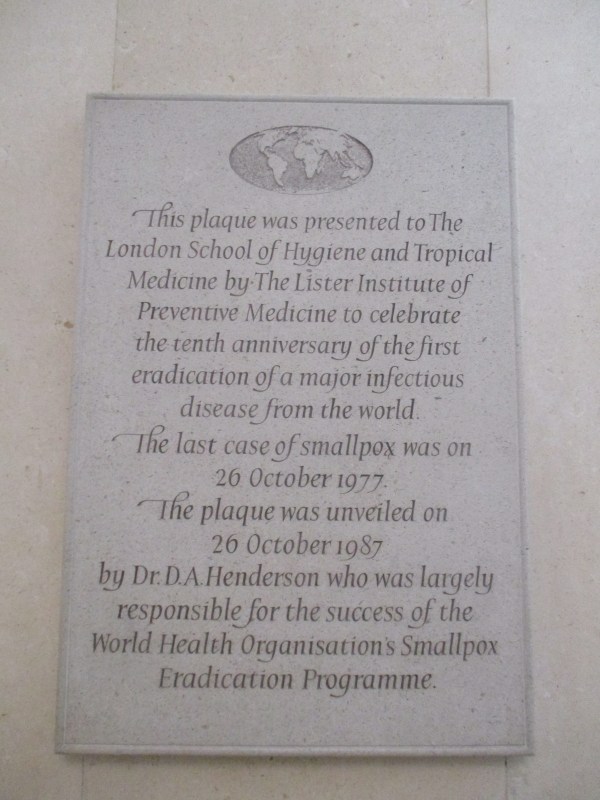 This plaque was presented to The
London School of Hygiene and Tropical
Medicine by The Lister Institute of
Preventive Medicine to celebrate
the tenth anniversary of the first
eradication of a major infectious
disease from the world.
The last case of smallpox was on
26 October 1977.
The plaque was unveiled on
26 October 1987
by Dr. D.A. Henderson who was largely
responsible for the success of the
World Health Organisation's Smallpox
Eradication Programme.